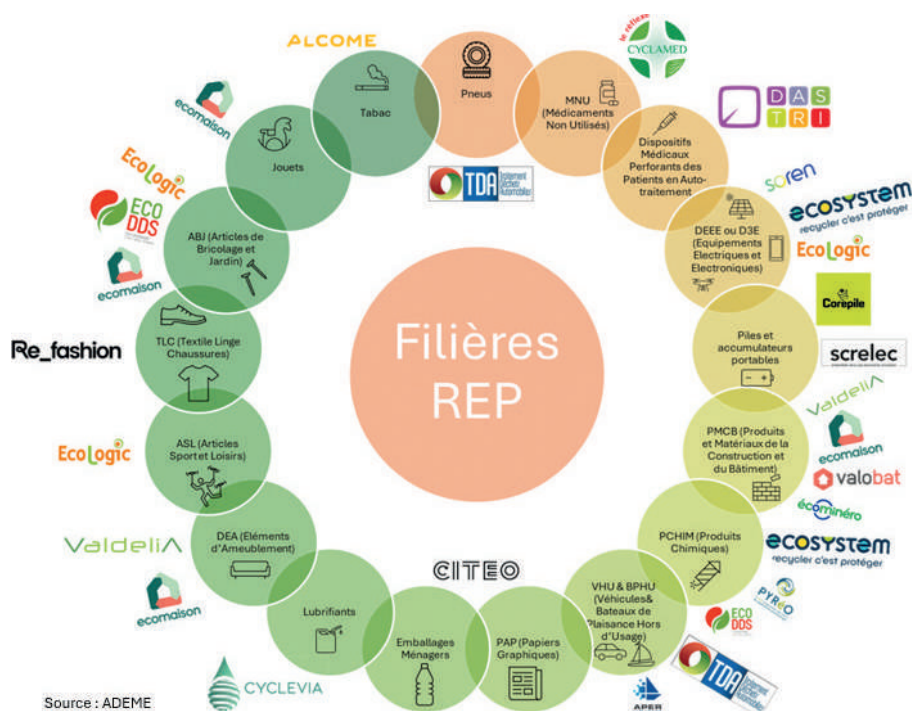 ALCOME
le réflexe
CYCLAMED
Pneus
Tabac
MNU
(Médicaments
Non Utilisés)
DAS
TRI
ecomaison
Jouets
TDA
Dispositifs
Médicaux
Perforants des
Patients en Auto-
traitement
soren
ecosystem
recycler c'est protéger
EcoLogic
ECO
DDS
ABJ (Articles de
Bricolage et
Jardin)
ecomaison
DEEE ou D3E
(Equipements
Electriques et
Electroniques)
EcoLogic
Corepile
Re_fashion
TLC (Textile Linge
Chaussures)
Filières
REP
Piles et
accumulateurs
portables
screlec
ValdeliA
EcoLogic
ASL (Articles
Sport et Loisirs)
PMCB (Produits
et Matériaux de la
Construction et
du Bâtiment)
ecomaison
valobat
écominéro
ValdeliA
DEA (Eléments
d'Ameublement)
ecomaison
PCHIM (Produits
Chimiques)
ecosystem
recycler c'est protéger
PYRéO
ECO
DDS
CITEO
Lubrifiants
Emballages
Ménagers
PAP (Papiers
Graphiques)
VHU & BPHU
(Véhicules&
Bateaux de
Plaisance Hors
d'Usage)
TDA
APER
CYCLEVIA
Source : ADEME